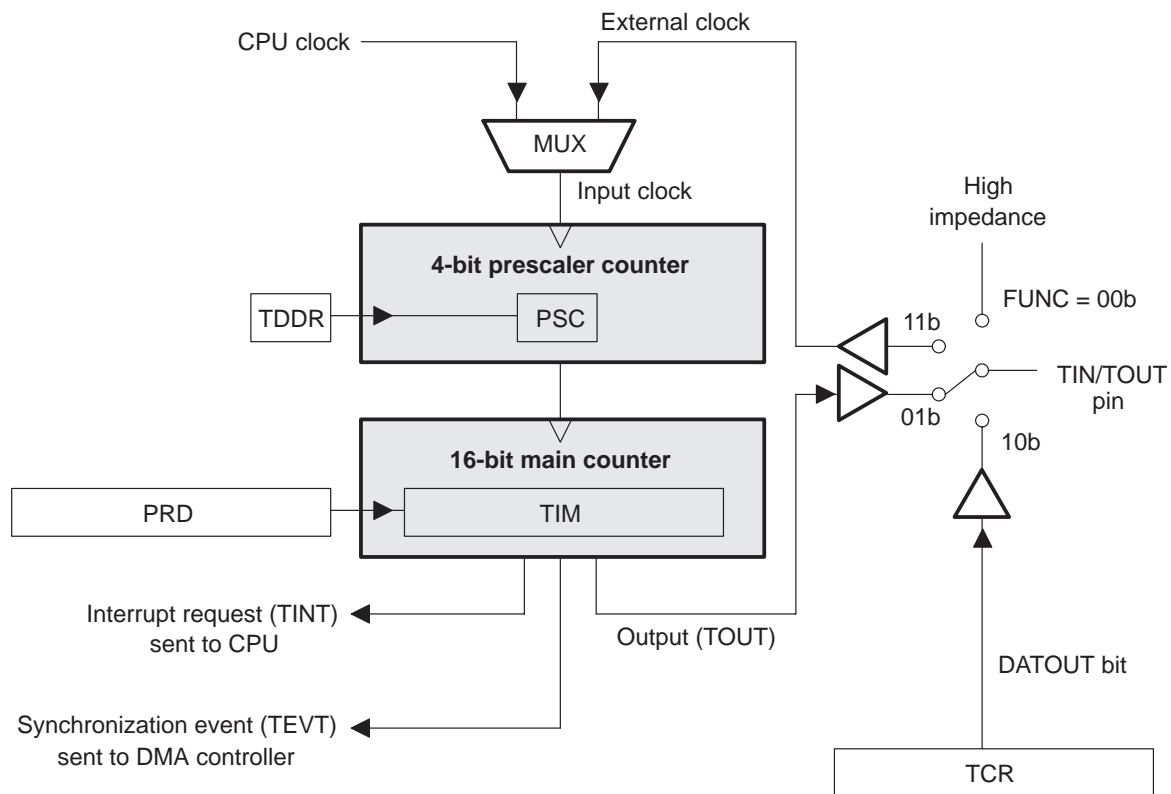 External clock
CPU clock
MUX
Input clock
High
impedance
4-bit prescaler counter
FUNC = 00b
TDDR
PSC
11b
TIN/TOUT
pin
01b
10b
16-bit main counter
PRD
TIM
Interrupt request (TINT)
sent to CPU
Output (TOUT)
DATOUT bit
Synchronization event (TEVT)
sent to DMA controller
TCR